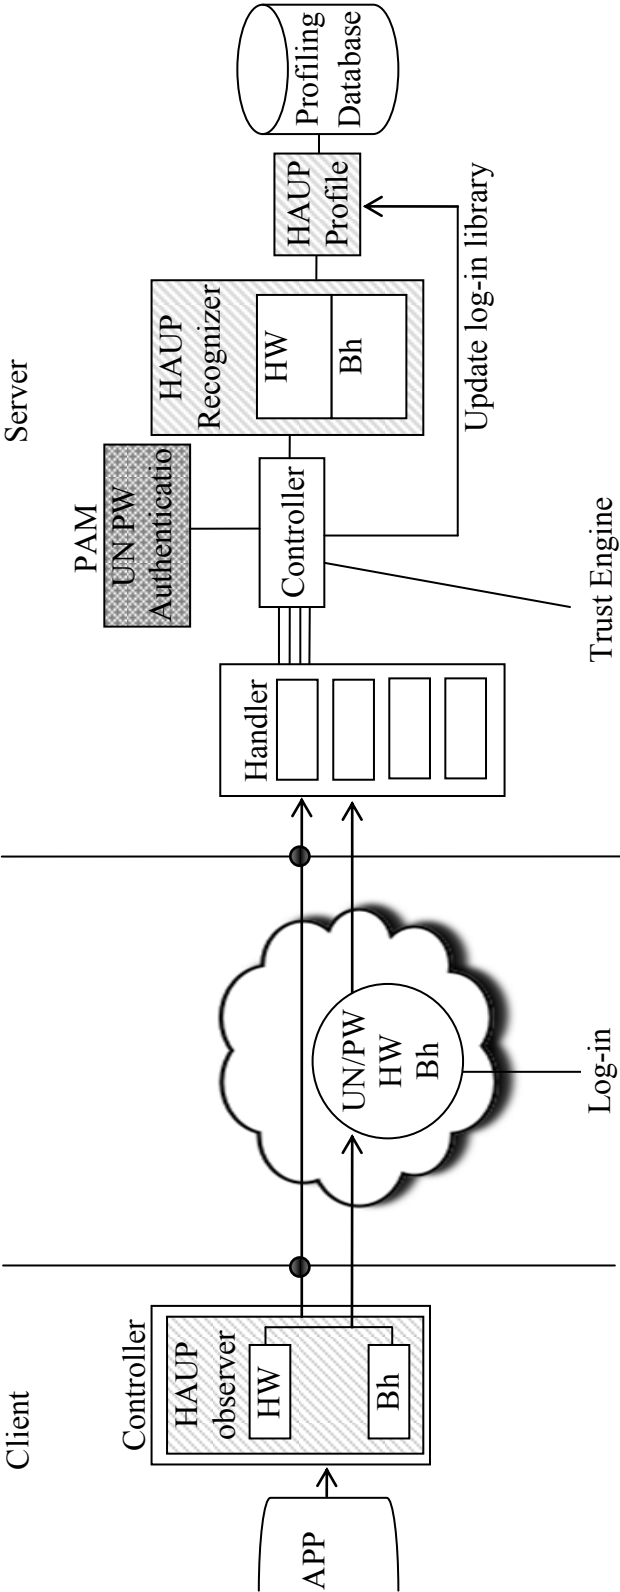 Client
Server
APP
Controller
HAUP
observer
HW
Bh
UN/PW
HW
Bh
Log-in
Handler
PAM
UN PW
Authenticatio
Controller
Trust Engine
HAUP
Recognizer
HW
Bh
HAUP
Profile
Update log-in library
Profiling
Database